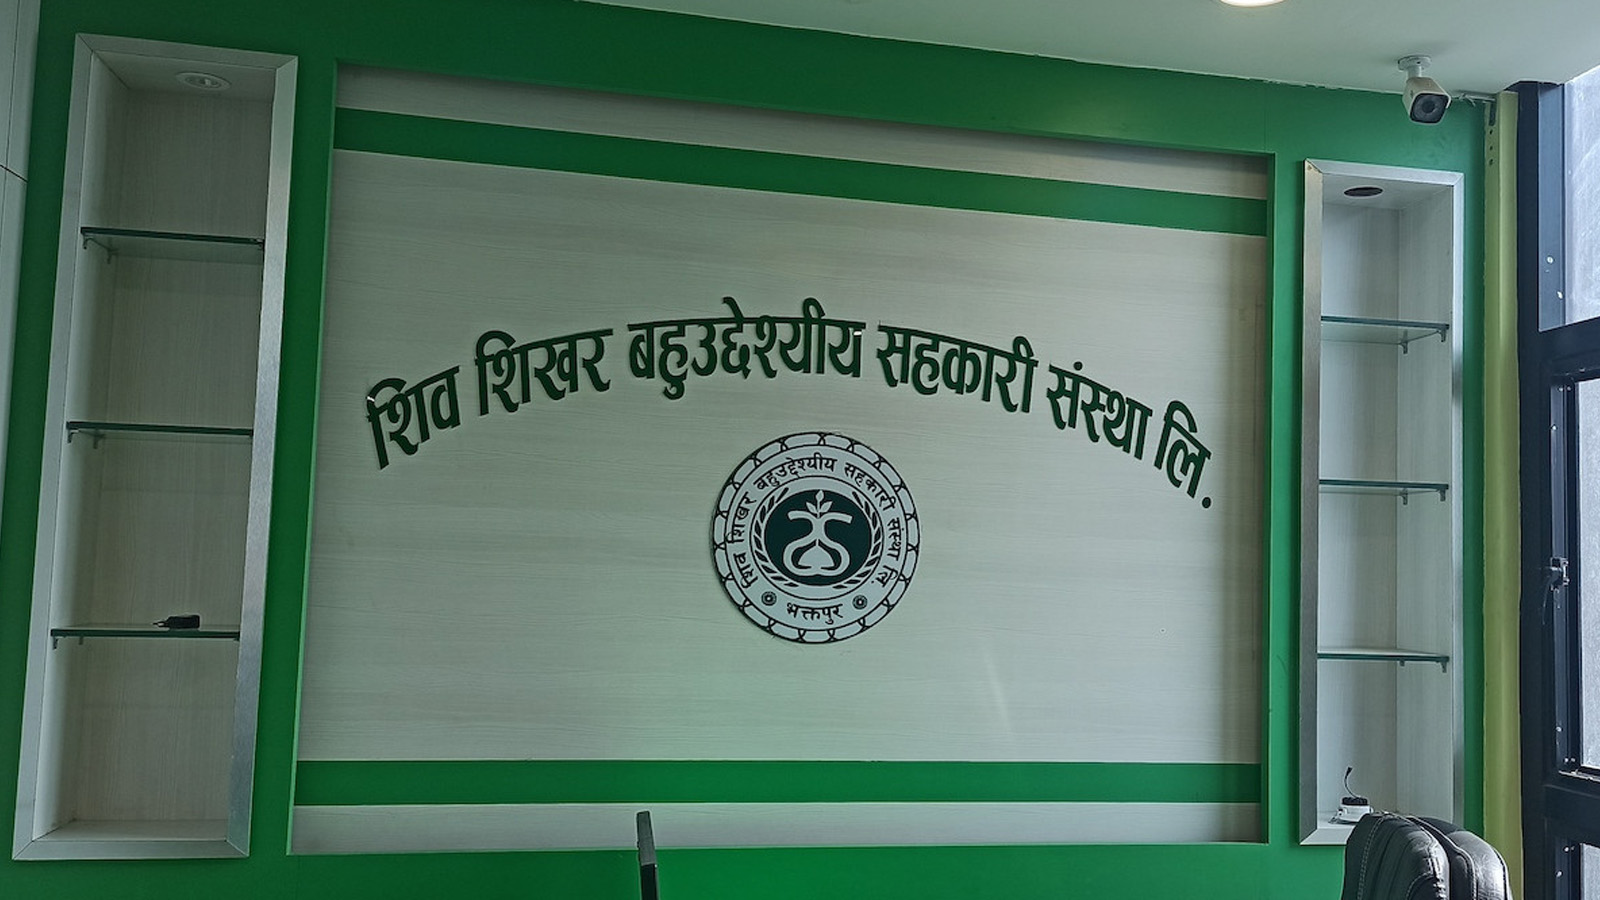 शिव शिखर बहुउद्देश्यीय सहकारी संस्था लि.
शिव शिखर बहुउद्देश्यीय सहकारी संस्था लि.
भक्तपुर